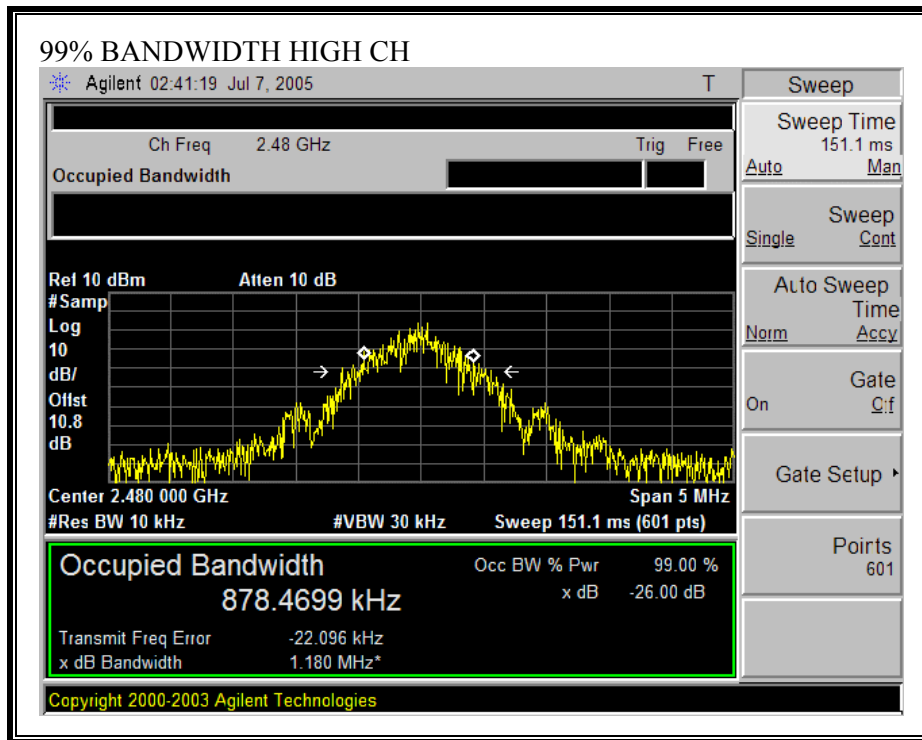 99% BANDWIDTH HIGH CH
Agilent 02:41:19 Jul 7, 2005 T
Ch Freq 2.48 GHz Trig Free
Occupied Bandwidth
Ref 10 dBm Atten 10 dB
#Samp
Log
10
dB/
Offst
10.8
dB
Center 2.480 000 GHz Span 5 MHz
#Res BW 10 kHz #VBW 30 kHz Sweep 151.1 ms (601 pts)
Occupied Bandwidth
878.4699 kHz
Occ BW % Pwr 99.00 %
x dB -26.00 dB
Transmit Freq Error -22.096 kHz
x dB Bandwidth 1.180 MHz*
Copyright 2000-2003 Agilent Technologies
Sweep
Sweep Time
151.1 ms
Auto Man
Sweep
Single Cont
Auto Sweep
Time
Norm Accy
Gate
On Off
Gate Setup
Points
601